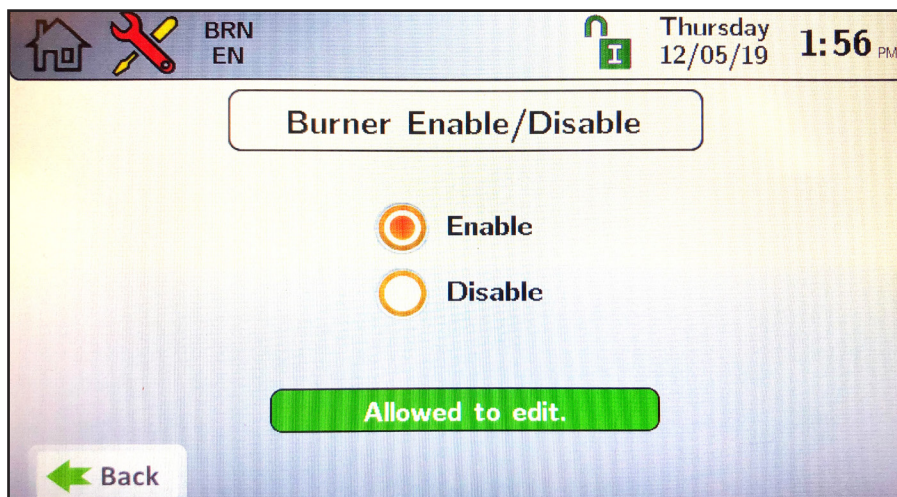 BRN
EN
I
Thursday
12/05/19
1:56 PM
Burner Enable/Disable
Enable
Disable
Allowed to edit.
Back